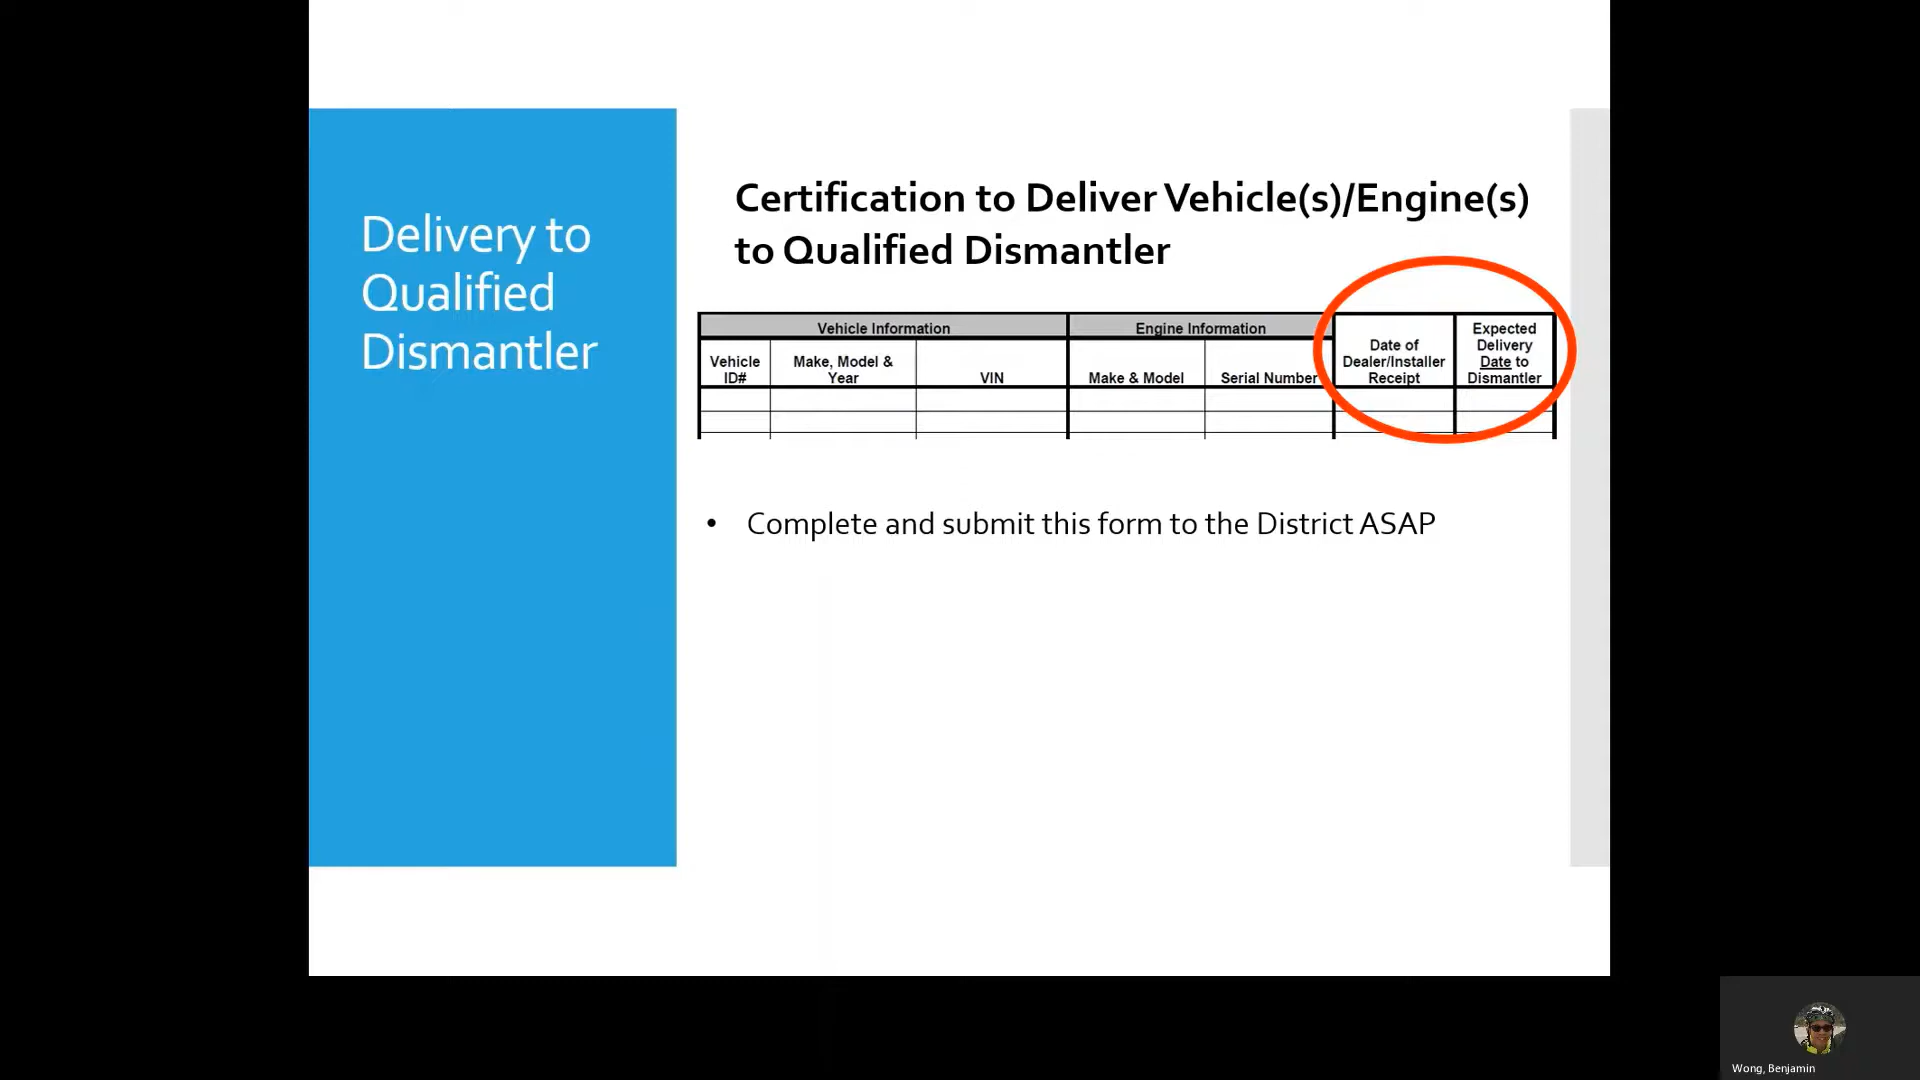 Delivery to
Qualified
Dismantler
Certification to Deliver Vehicle(s)/Engine(s)
to Qualified Dismantler
Vehicle Information
Engine Information
Vehicle
ID#
Make, Model &
Year
VIN
Make & Model
Serial Number
Date of
Dealer/Installer
Receipt
Expected
Delivery
Date to
Dismantler
• Complete and submit this form to the District ASAP
Wong, Benjamin